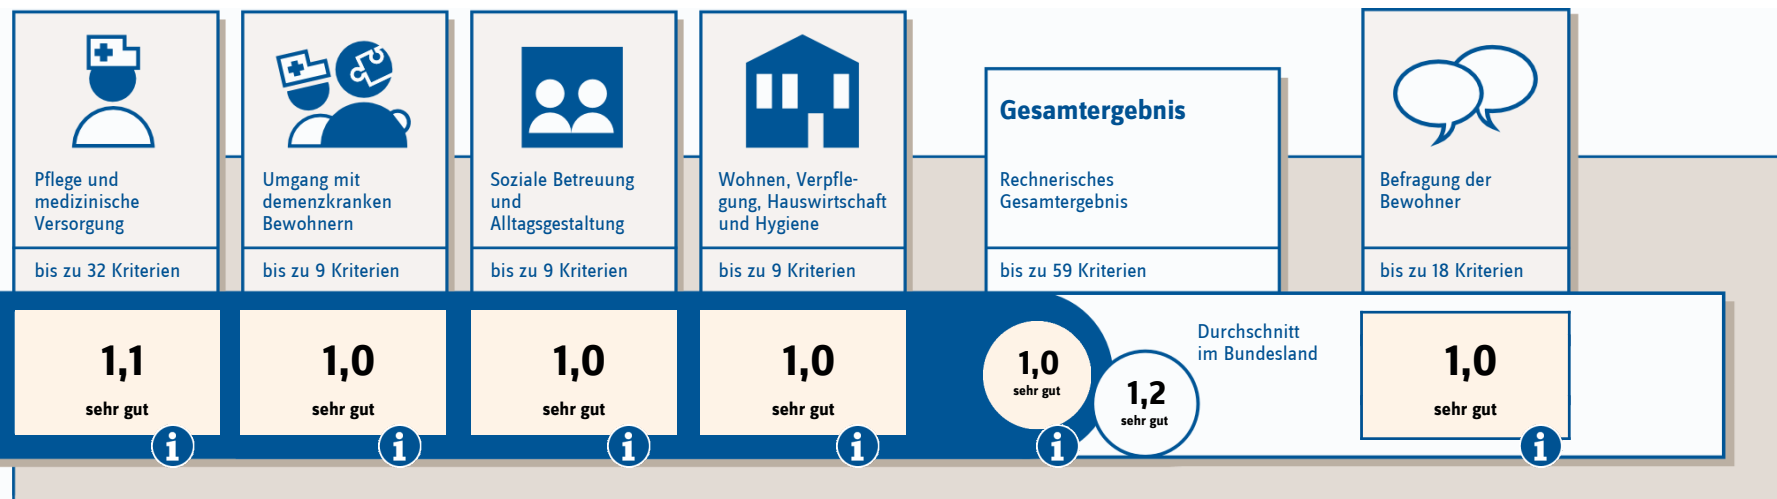 Pflege und
medizinische
Versorgung
bis zu 32 Kriterien
1,1
sehr gut
Umgang mit
demenzkranken
Bewohnern
bis zu 9 Kriterien
1,0
sehr gut
Soziale Betreuung
und
Alltagsgestaltung
bis zu 9 Kriterien
1,0
sehr gut
Wohnen, Verpfle-
gung, Hauswirtschaft
und Hygiene
bis zu 9 Kriterien
1,0
sehr gut
Gesamtergebnis
Rechnerisches
Gesamtergebnis
bis zu 59 Kriterien
1,0
sehr gut
1,2
sehr gut
Durchschnitt
im Bundesland
Befragung der
Bewohner
bis zu 18 Kriterien
1,0
sehr gut